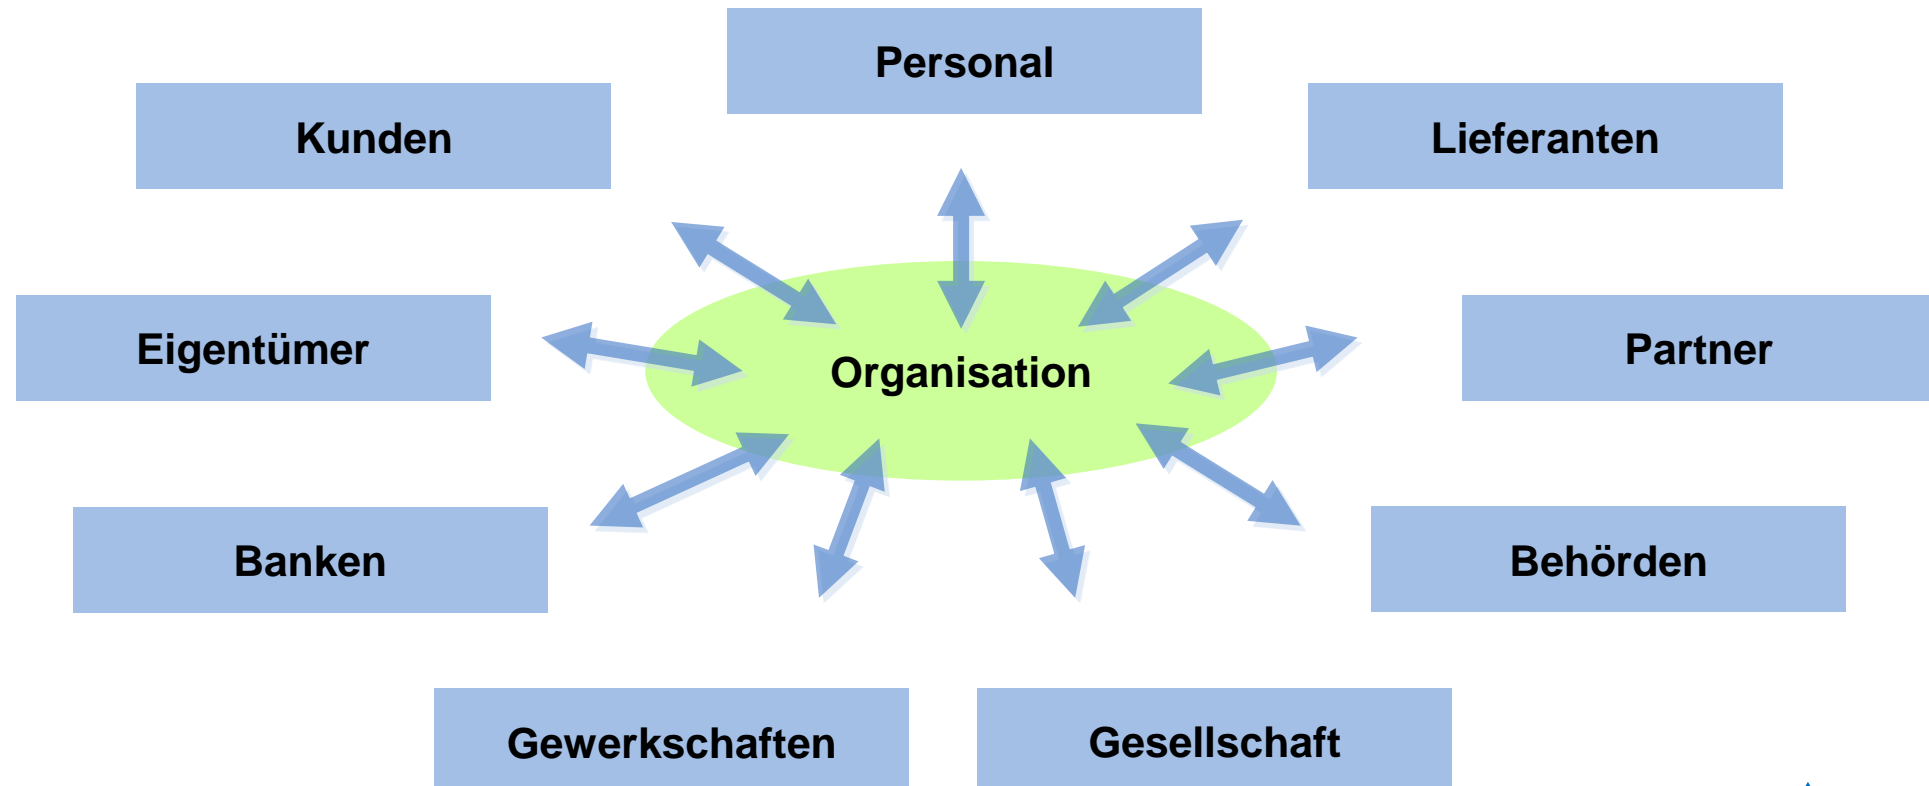 Personal
Kunden
Lieferanten
Eigentümer
Organisation
Partner
Banken
Behörden
Gewerkschaften
Gesellschaft